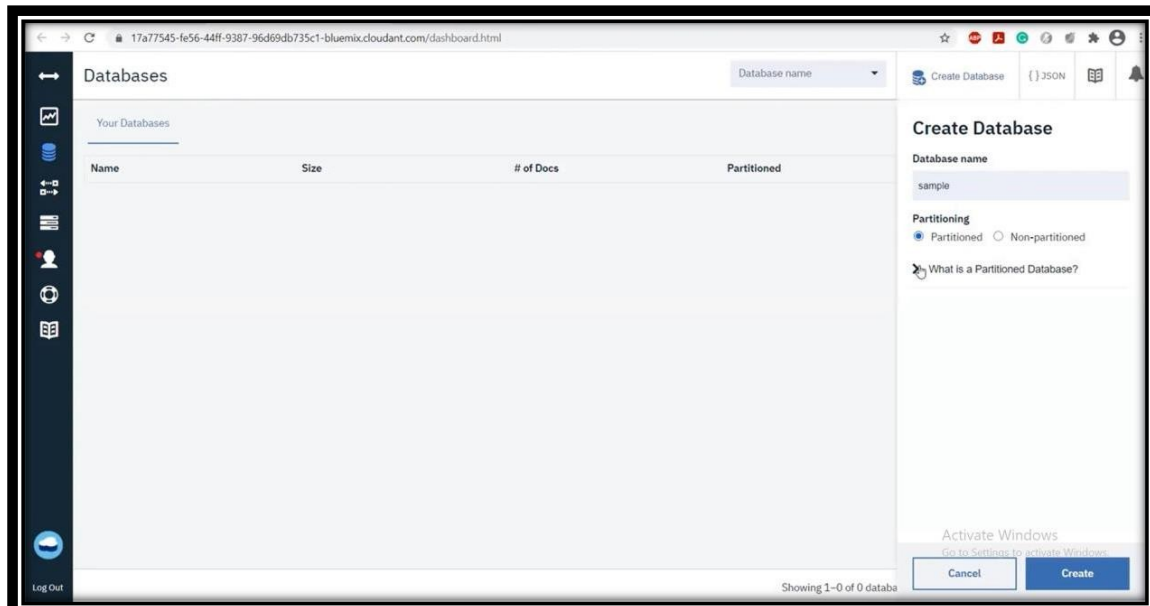 17a77545-fe56-44ff-9387-96d69db735c1-bluemix.cloudant.com/dashboard.html
ABP
Databases
Database name
Create Database
{ } JSON
Your Databases
Name Size # of Docs Partitioned
Create Database
Database name
sample
Partitioning
Partitioned Non-partitioned
What is a Partitioned Database?
Activate Windows
Go to Settings to activate Windows.
Cancel Create
Log Out
Showing 1–0 of 0 databa